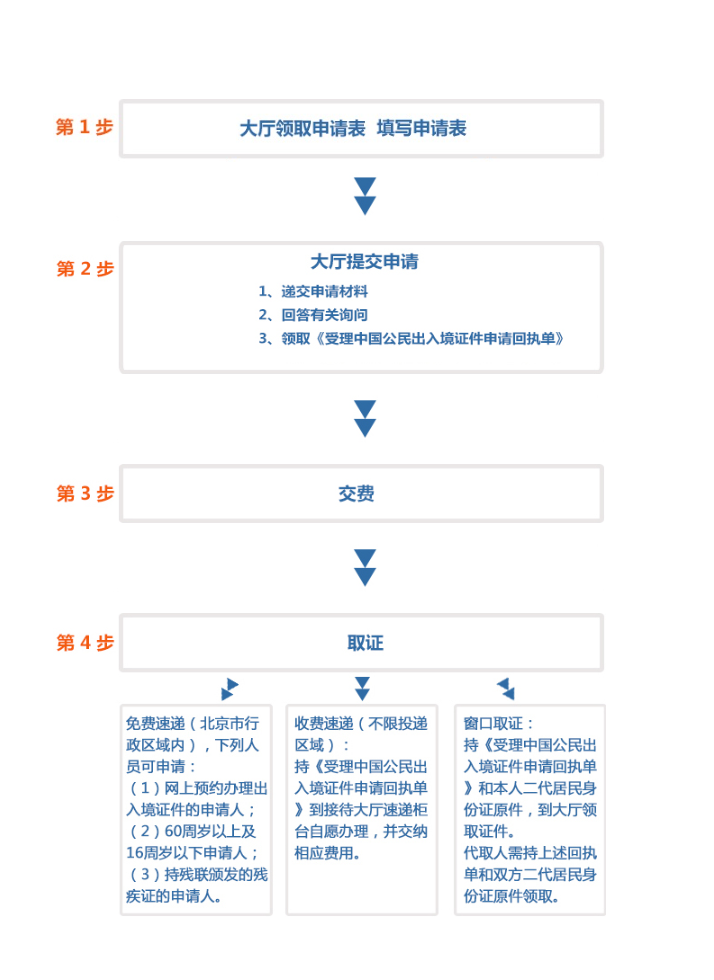 第 1 步
大厅领取申请表 填写申请表
第 2 步
大厅提交申请
1、递交申请材料
2、回答有关询问
3、领取《受理中国公民出入境证件申请回执单》
第 3 步
交费
第 4 步
取证
免费速递（北京市行
政区域内），下列人
员可申请：
（1）网上预约办理出
入境证件的申请人；
（2）60周岁以上及
16周岁以下申请人；
（3）持残联颁发的残
疾证的申请人。
收费速递（不限投递
区域）：
持《受理中国公民出
入境证件申请回执单
》到接待大厅速递柜
台自愿办理，并交纳
相应费用。
窗口取证：
持《受理中国公民出
入境证件申请回执单
》和本人二代居民身
份证原件，到大厅领
取证件。
代取人需持上述回执
单和双方二代居民身
份证原件领取。